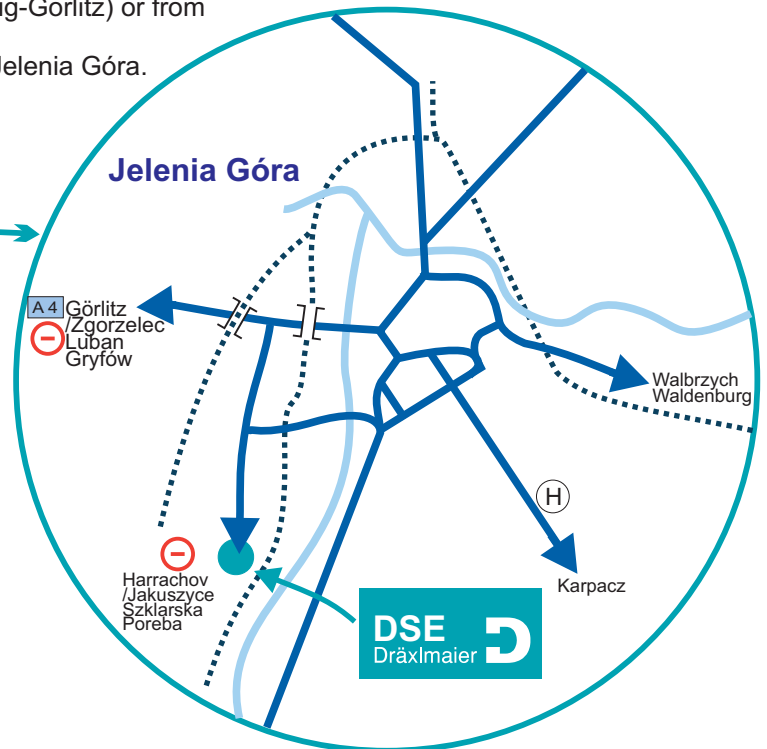 ig-Görlitz) or from
Jelenia Góra.
Jelenia Góra
A 4
Görlitz
/Zgorzelec
Luban
Gryfów
Walbrzych
Waldenburg
H
Harrachov
/Jakuszyce
Szklarska
Poreba
Karpacz
DSE
Dräxlmaier